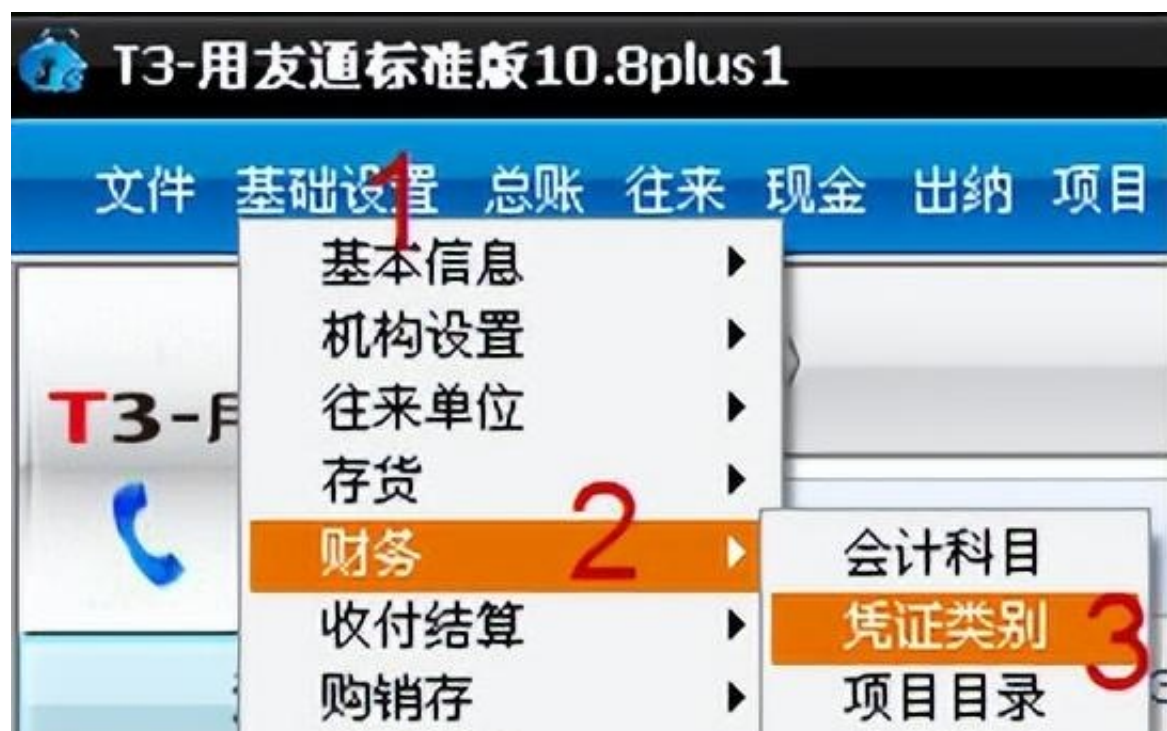 T3-用友通标准版10.8plus1
文件 基础设置 总账 往来 现金 出纳 项目
1
基本信息
机构设置
往来单位
T3-
存货
财务 2
会计科目
收付结算
凭证类别 3
购销存
项目目录